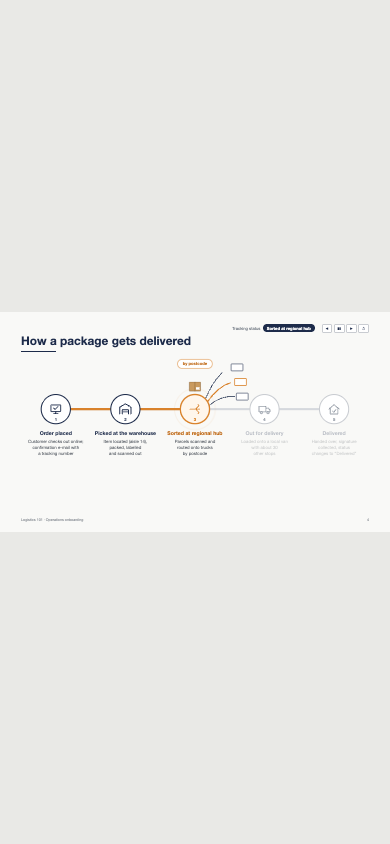 Tracking status
Sorted at regional hub
How a package gets delivered
by postcode
1
2
3
4
5
Order placed
Customer checks out online;
confirmation e-mail with
a tracking number
Picked at the warehouse
Item located (aisle 14),
packed, labelled
and scanned out
Sorted at regional hub
Parcels scanned and
routed onto trucks
by postcode
Out for delivery
Delivered
Logistics 101 · Operations onboarding